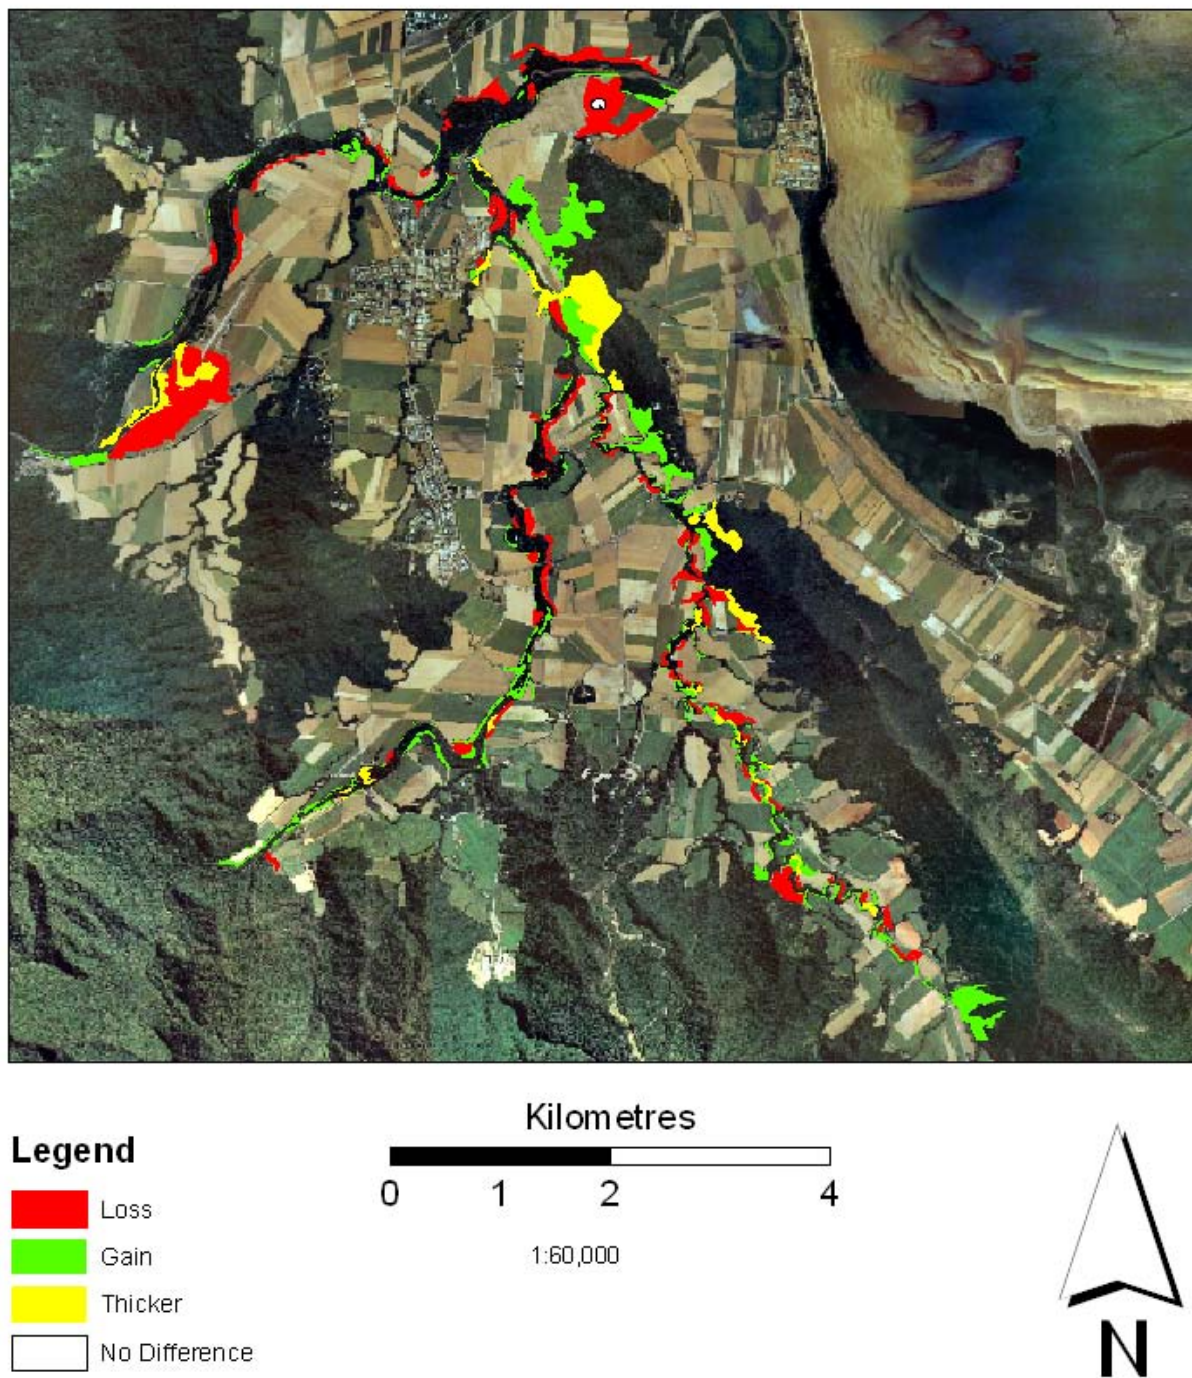 Kilometres
0 1 2 4
1:60,000
Legend
Loss
Gain
Thicker
No Difference
N